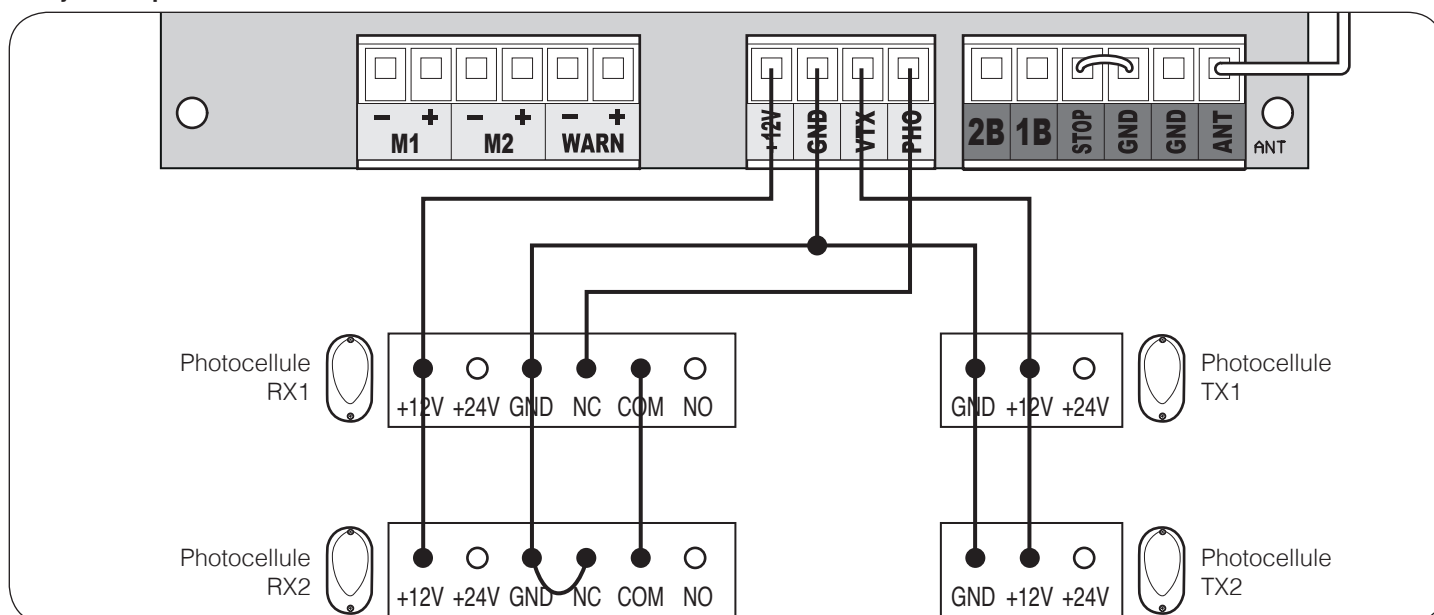 - + - + - +
M1 M2 WARN
+12V GND VTX PHO
2B 1B STOP GND GND ANT
ANT
Photocellule
RX1
+12V +24V GND NC COM NO
Photocellule
TX1
GND +12V +24V
Photocellule
RX2
+12V +24V GND NC COM NO
Photocellule
TX2
GND +12V +24V